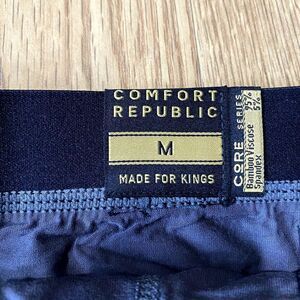 COMFORT
REPUBLIC
M
MADE FOR KINGS
CORE SERIES
Bamboo Viscose 95%
Spandex 5%